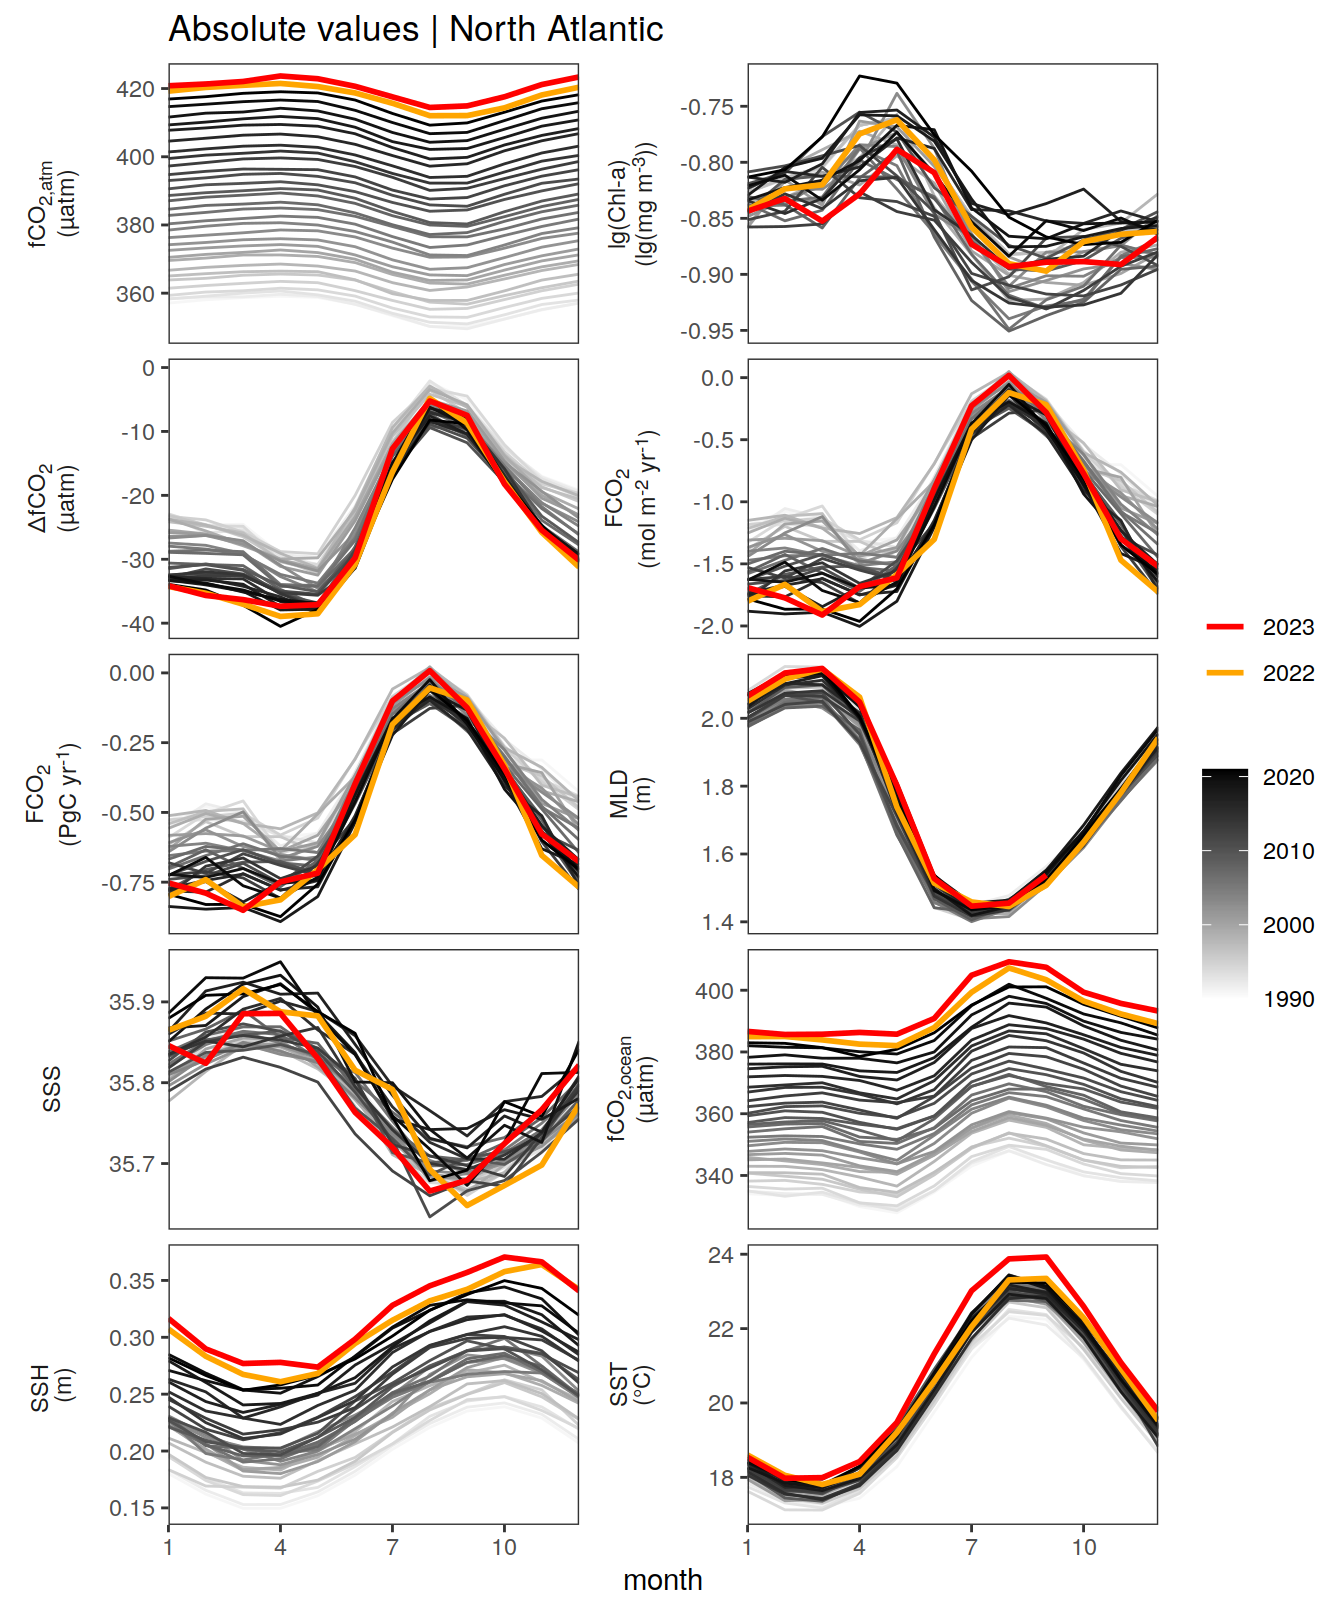 Absolute values | North Atlantic
fCO2,atm
(µatm)
420
400
380
360
lg(Chl-a)
(lg(mg m-3))
-0.75
-0.80
-0.85
-0.90
-0.95
ΔfCO2
(µatm)
0
-10
-20
-30
-40
FCO2
(mol m-2 yr-1)
0.0
-0.5
-1.0
-1.5
-2.0
FCO2
(PgC yr-1)
0.00
-0.25
-0.50
-0.75
MLD
(m)
2.0
1.8
1.6
1.4
SSS
35.9
35.8
35.7
fCO2,ocean
(µatm)
400
380
360
340
SSH
(m)
0.35
0.30
0.25
0.20
0.15
SST
(°C)
24
22
20
18
1 4 7 10
1 4 7 10
month
2023
2022
2020
2010
2000
1990